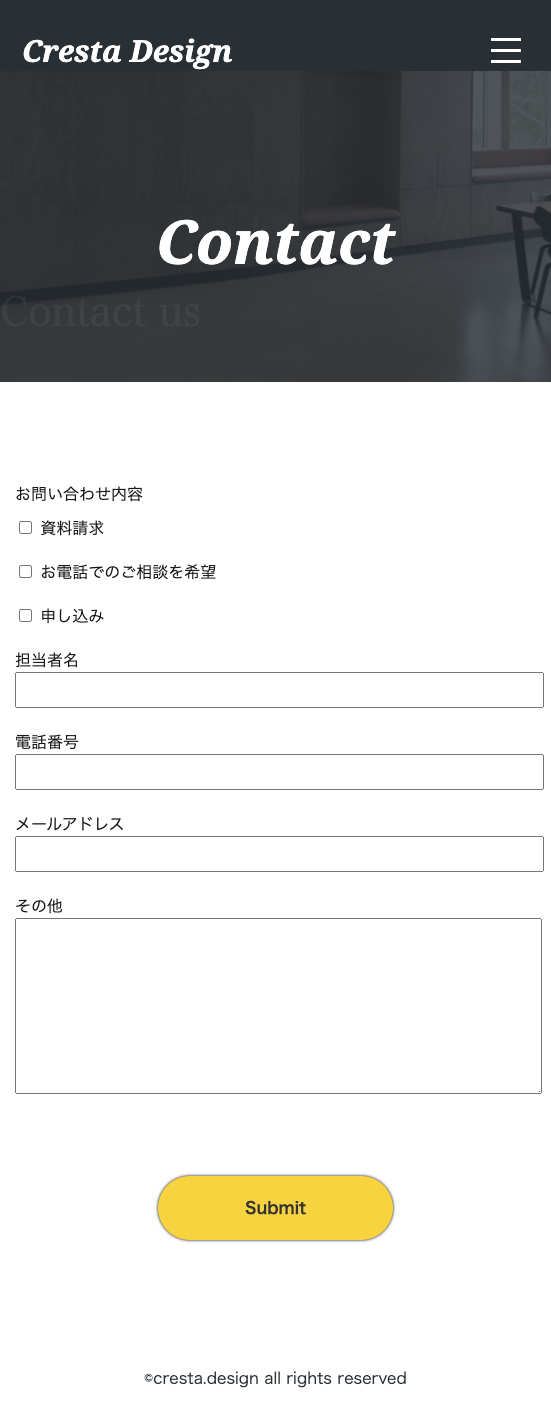 Cresta Design
Contact
Contact us
お問い合わせ内容
資料請求
お電話でのご相談を希望
申し込み
担当者名
電話番号
メールアドレス
その他
Submit
©cresta.design all rights reserved